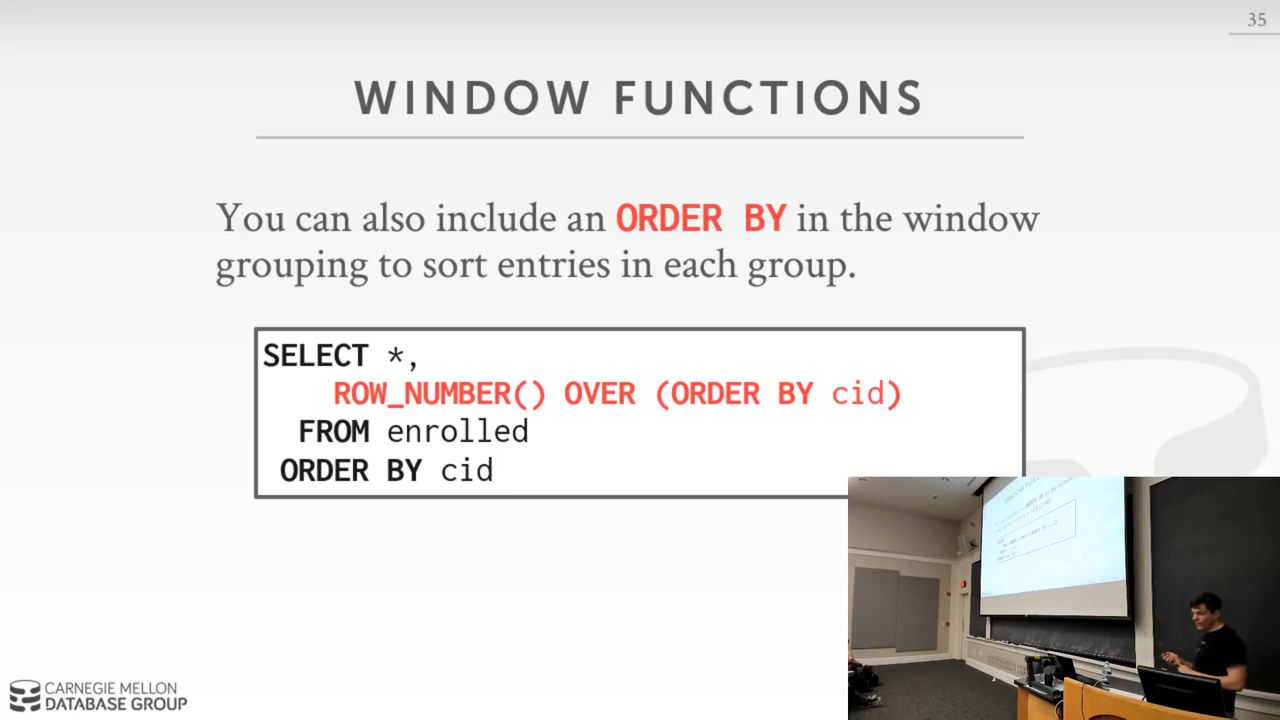 35
WINDOW FUNCTIONS
You can also include an ORDER BY in the window
grouping to sort entries in each group.
SELECT *,
ROW_NUMBER() OVER (ORDER BY cid)
FROM enrolled
ORDER BY cid
CARNEGIE MELLON
DATABASE GROUP